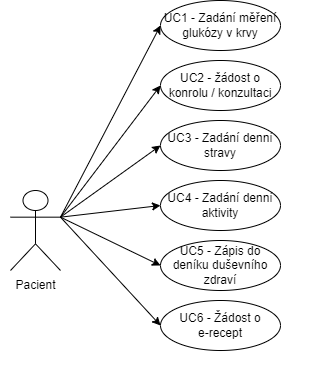 UC1 - Zadání měření
glukózy v krvy
UC2 - žádost o
konrolu / konzultaci
UC3 - Zadání denní
stravy
UC4 - Zadání denní
aktivity
UC5 - Zápis do
deníku duševního
zdraví
UC6 - Žádost o
e-recept
Pacient